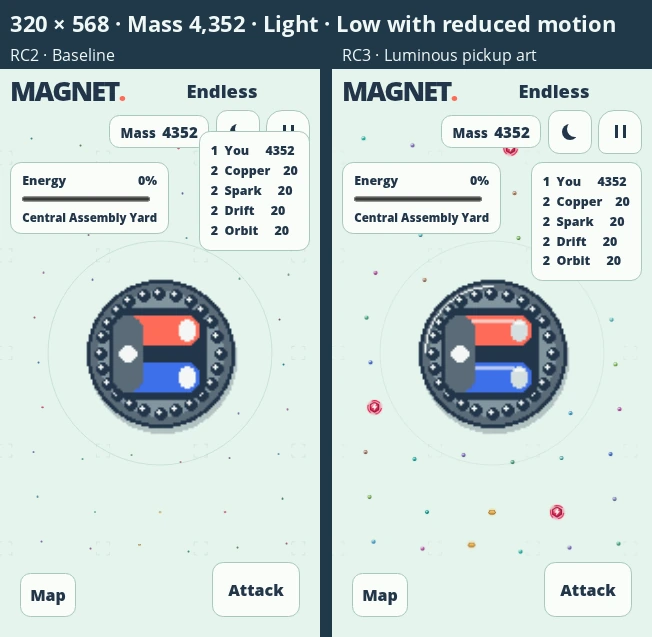 320 × 568 · Mass 4,352 · Light · Low with reduced motion
RC2 · Baseline
MAGNET.
Endless
Mass 4352
Energy 0%
Central Assembly Yard
1 You 4352
2 Copper 20
2 Spark 20
2 Drift 20
2 Orbit 20
Map
Attack
RC3 · Luminous pickup art
MAGNET.
Endless
Mass 4352
Energy 0%
Central Assembly Yard
1 You 4352
2 Copper 20
2 Spark 20
2 Drift 20
2 Orbit 20
Map
Attack